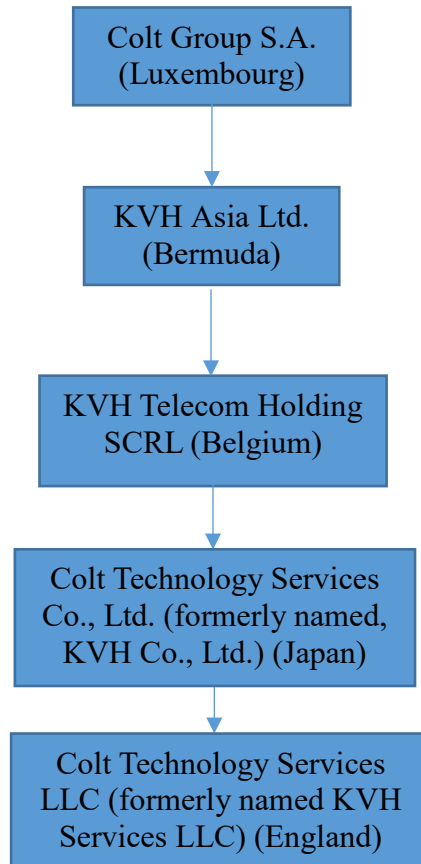 Colt Group S.A.
(Luxembourg)
KVH Asia Ltd.
(Bermuda)
KVH Telecom Holding
SCRL (Belgium)
Colt Technology Services
Co., Ltd. (formerly named,
KVH Co., Ltd.) (Japan)
Colt Technology Services
LLC (formerly named KVH
Services LLC) (England)